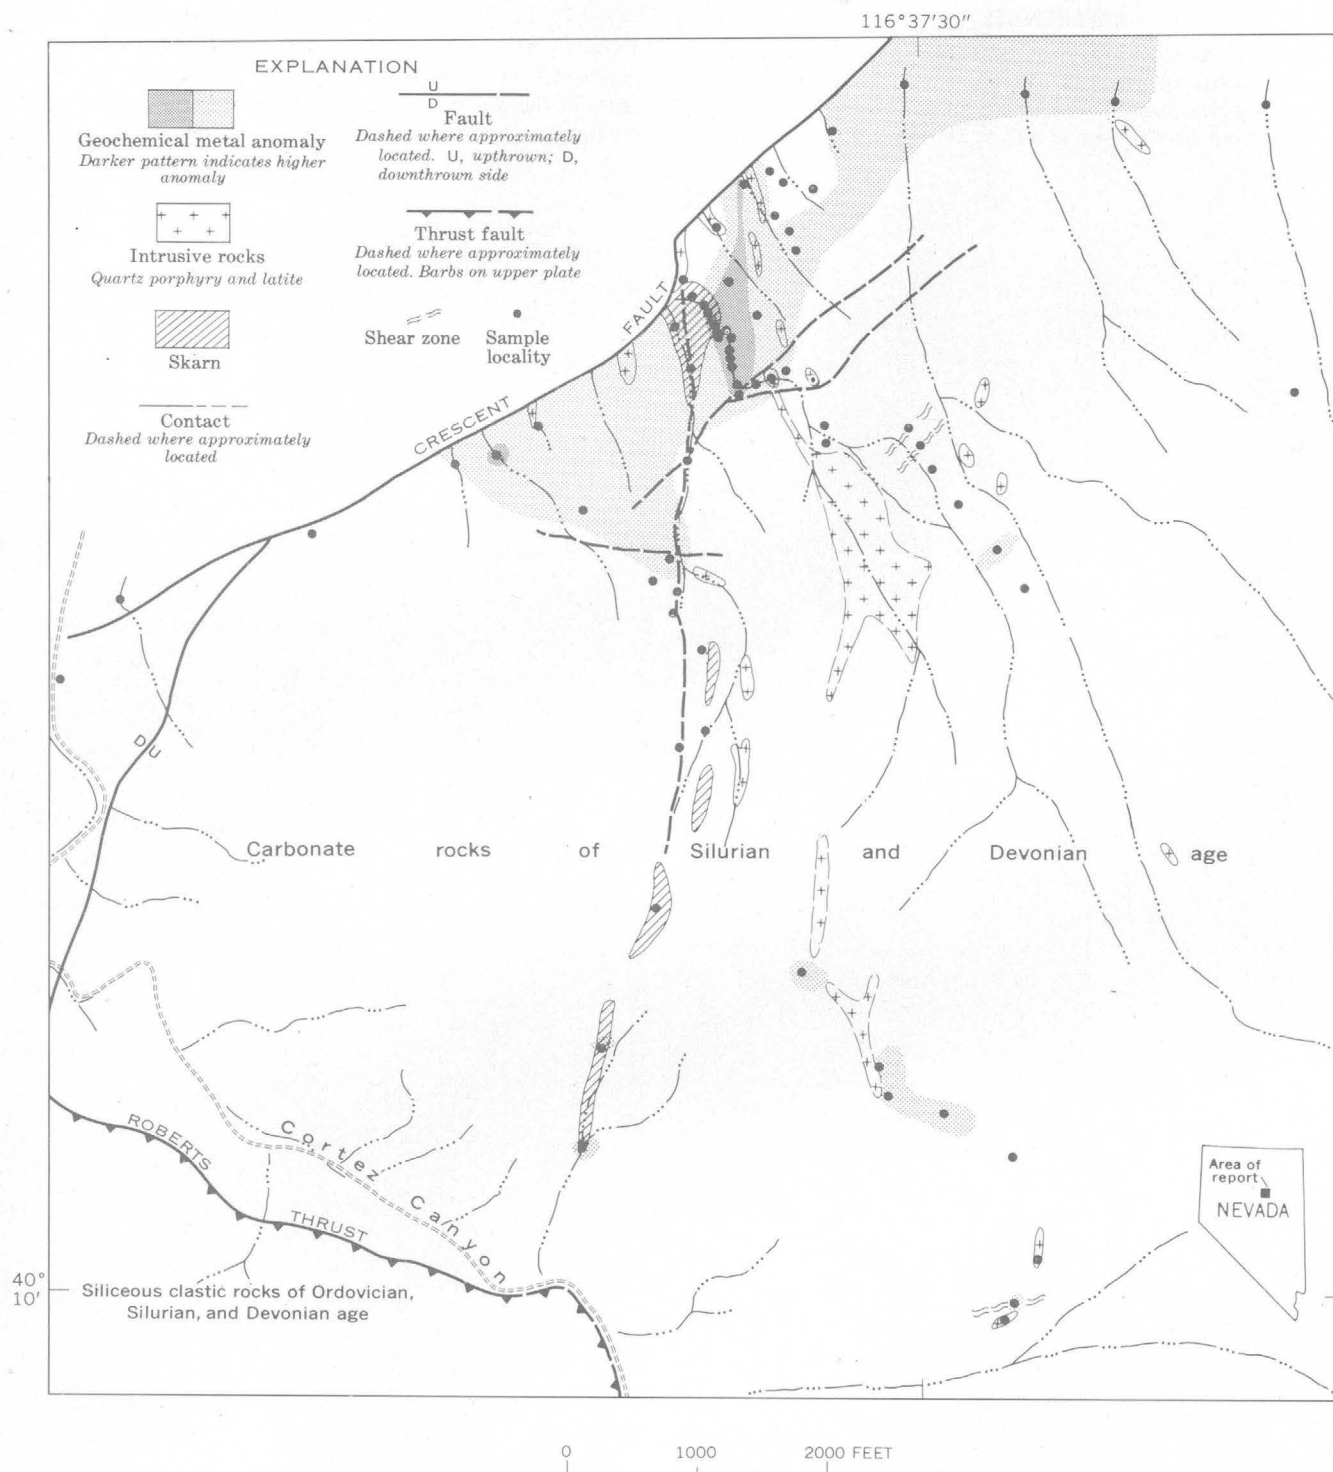 116°37'30"
EXPLANATION
Geochemical metal anomaly
Darker pattern indicates higher
anomaly
Intrusive rocks
Quartz porphyry and latite
Skarn
Contact
Dashed where approximately
located
U
D
Fault
Dashed where approximately
located. U, upthrown; D,
downthrown side
Thrust fault
Dashed where approximately
located. Barbs on upper plate
Shear zone
Sample
locality
CRESCENT FAULT
D U
Carbonate rocks of Silurian and Devonian age
ROBERTS THRUST
Cortez Canyon
Area of
report
NEVADA
40°
10'
Siliceous clastic rocks of Ordovician,
Silurian, and Devonian age
0 1000 2000 FEET